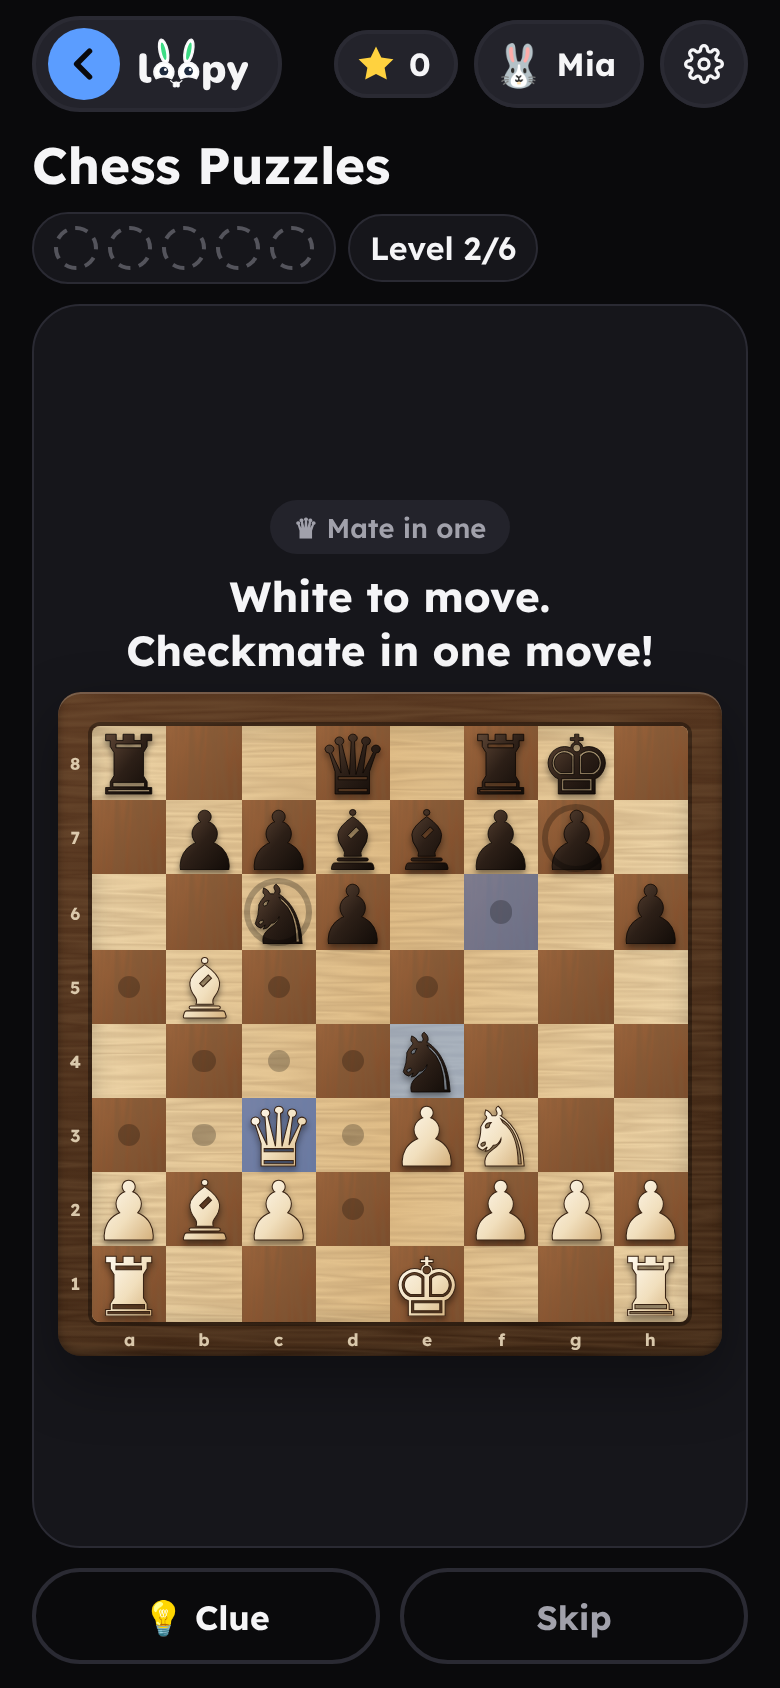 loopy
0
Mia
Chess Puzzles
Level 2/6
♛ Mate in one
White to move.
Checkmate in one move!
8
7
6
5
4
3
2
1
a b c d e f g h
Clue
Skip